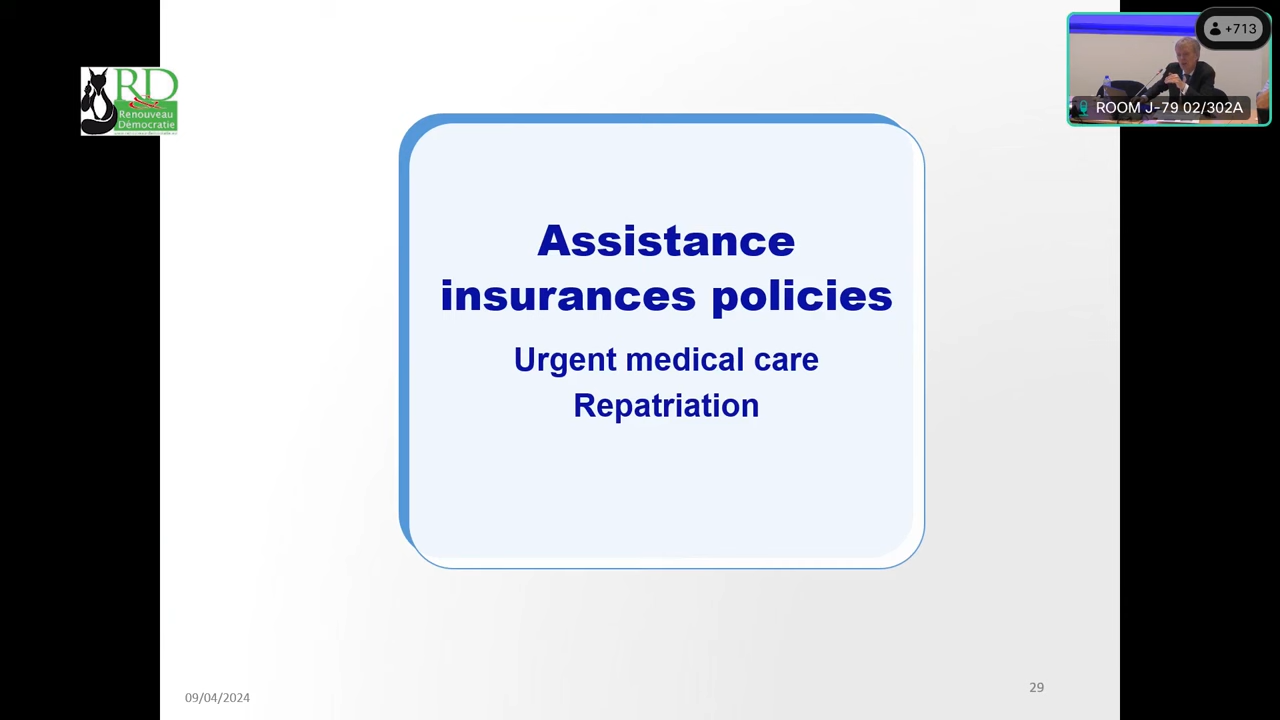 RD
Renouveau
Démocratie
+713
ROOM J-79 02/302A
Assistance
insurances policies
Urgent medical care
Repatriation
09/04/2024
29